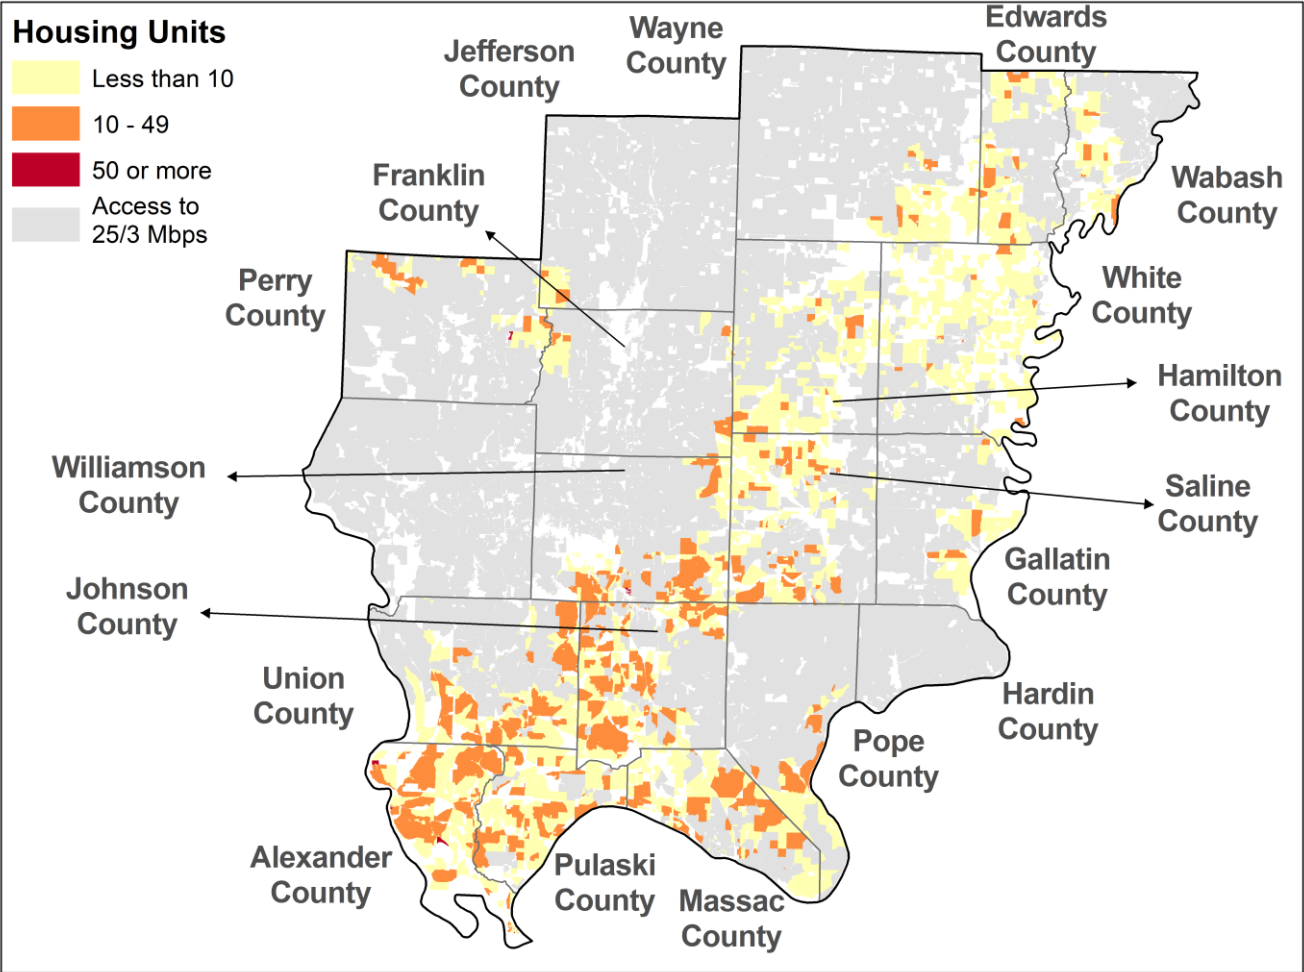 Housing Units
Less than 10
10 - 49
50 or more
Access to
25/3 Mbps
Jefferson
County
Wayne
County
Edwards
County
Franklin
County
Wabash
County
Perry
County
White
County
Hamilton
County
Williamson
County
Saline
County
Gallatin
County
Johnson
County
Union
County
Hardin
County
Pope
County
Alexander
County
Pulaski
County
Massac
County